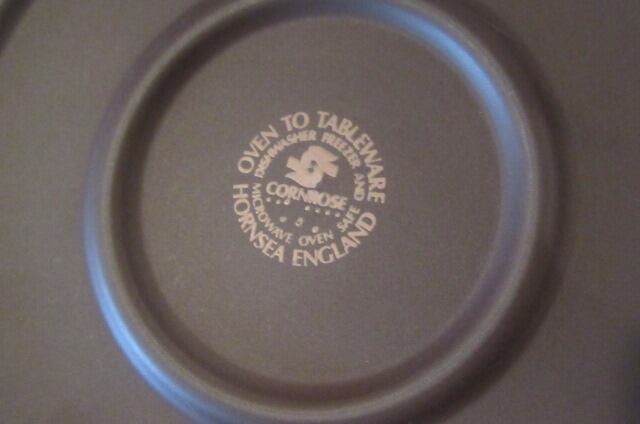 OVEN TO TABLEWARE
DISHWASHER FREEZER AND
CORNROSE
MICROWAVE OVEN SAFE
HORNSEA ENGLAND